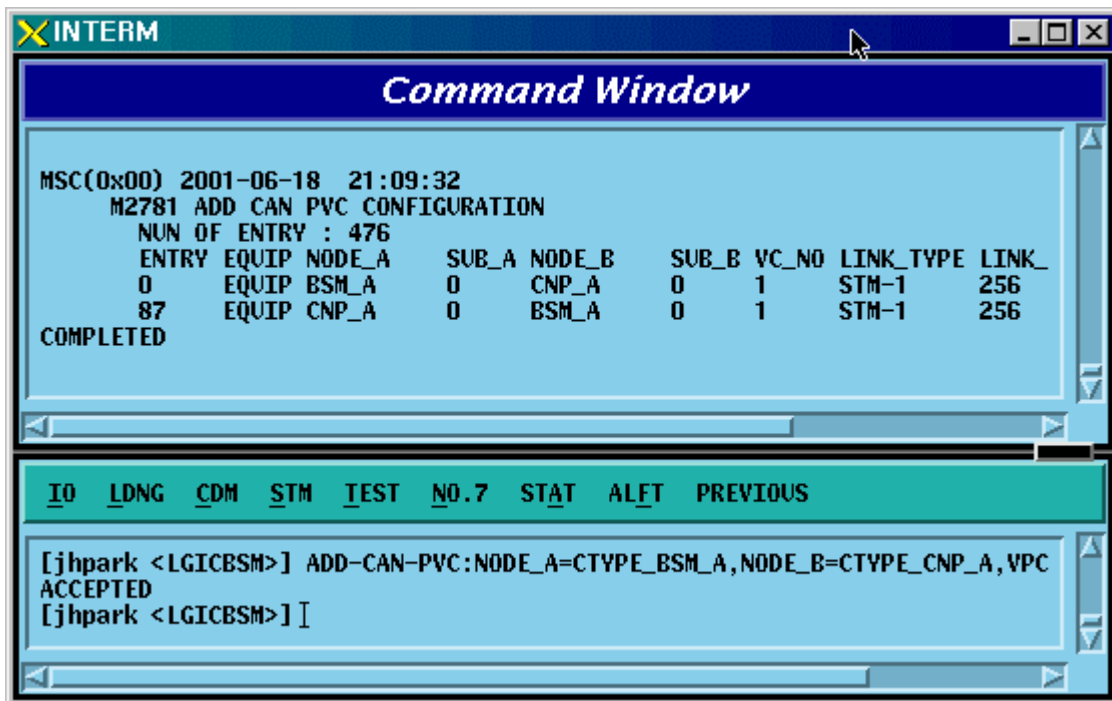 INTERM
Command Window
MSC(0x00) 2001-06-18 21:09:32
M2781 ADD CAN PVC CONFIGURATION
NUN OF ENTRY : 476
ENTRY EQUIP NODE_A SUB_A NODE_B SUB_B VC_NO LINK_TYPE LINK_
0 EQUIP BSM_A 0 CNP_A 0 1 STM-1 256
87 EQUIP CNP_A 0 BSM_A 0 1 STM-1 256
COMPLETED
IO LDNG CDM STM TEST NO.7 STAT ALFT PREVIOUS
[jhpark <LGICBSM>] ADD-CAN-PVC:NODE_A=CTYPE_BSM_A,NODE_B=CTYPE_CNP_A,VPC
ACCEPTED
[jhpark <LGICBSM>]